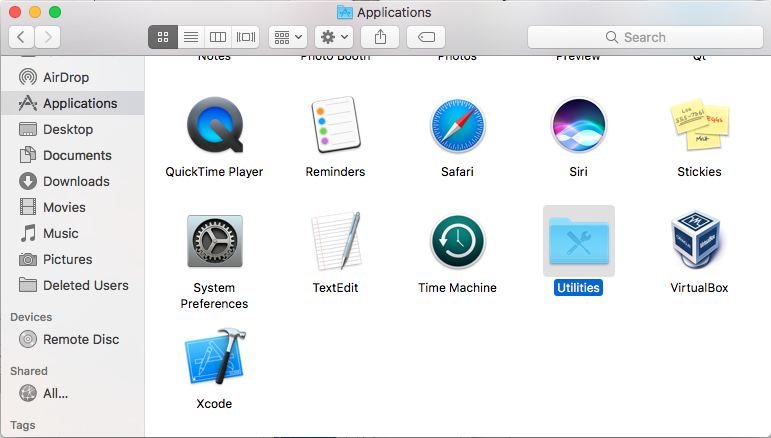 Applications
Search
Notes
Photo Booth
Photos
Preview
Qt
AirDrop
Applications
Desktop
Documents
Downloads
Movies
Music
Pictures
Deleted Users
Devices
Remote Disc
Shared
All...
Tags
QuickTime Player
Reminders
Safari
Siri
Stickies
System
Preferences
TextEdit
Time Machine
Utilities
VirtualBox
Xcode